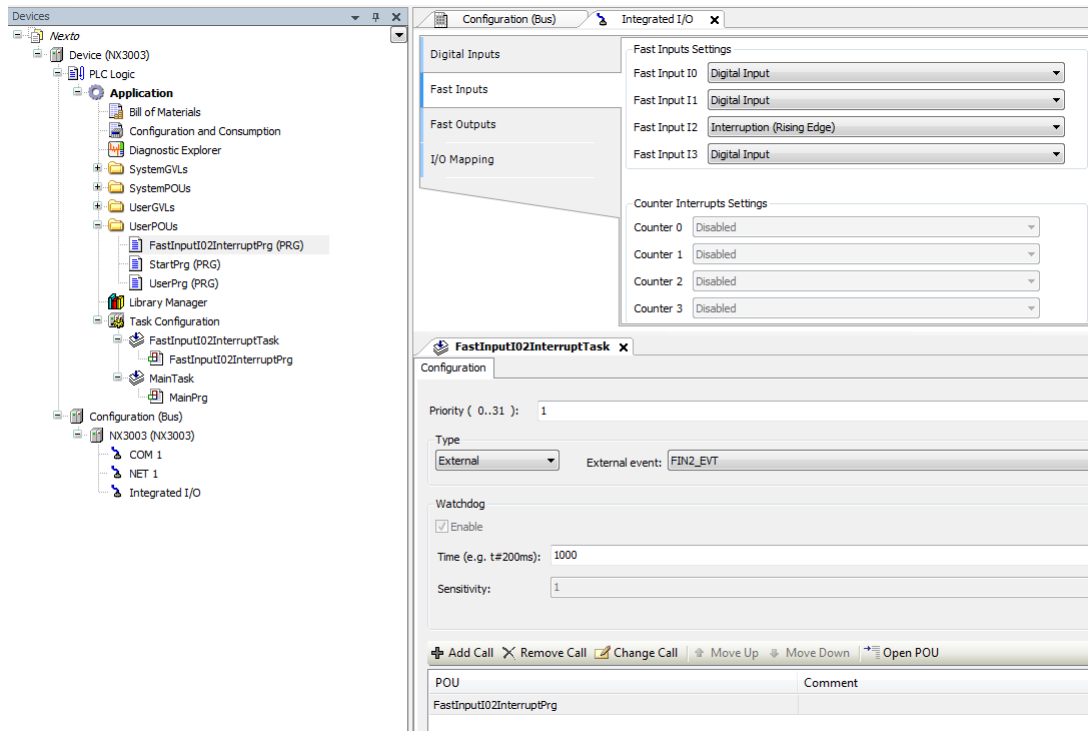 Devices
Nexto
Device (NX3003)
PLC Logic
Application
Bill of Materials
Configuration and Consumption
Diagnostic Explorer
SystemGVLs
SystemPOUs
UserGVLs
UserPOUs
FastInputI02InterruptPrg (PRG)
StartPrg (PRG)
UserPrg (PRG)
Library Manager
Task Configuration
FastInputI02InterruptTask
FastInputI02InterruptPrg
MainTask
MainPrg
Configuration (Bus)
NX3003 (NX3003)
COM 1
NET 1
Integrated I/O
Configuration (Bus) Integrated I/O
Digital Inputs
Fast Inputs
Fast Outputs
I/O Mapping
Fast Inputs Settings
Fast Input I0 Digital Input
Fast Input I1 Digital Input
Fast Input I2 Interruption (Rising Edge)
Fast Input I3 Digital Input
Counter Interrupts Settings
Counter 0 Disabled
Counter 1 Disabled
Counter 2 Disabled
Counter 3 Disabled
FastInputI02InterruptTask
Configuration
Priority ( 0..31 ): 1
Type
External External event: FIN2_EVT
Watchdog
Enable
Time (e.g. t#200ms): 1000
Sensitivity: 1
Add Call Remove Call Change Call Move Up Move Down Open POU
POU Comment
FastInputI02InterruptPrg